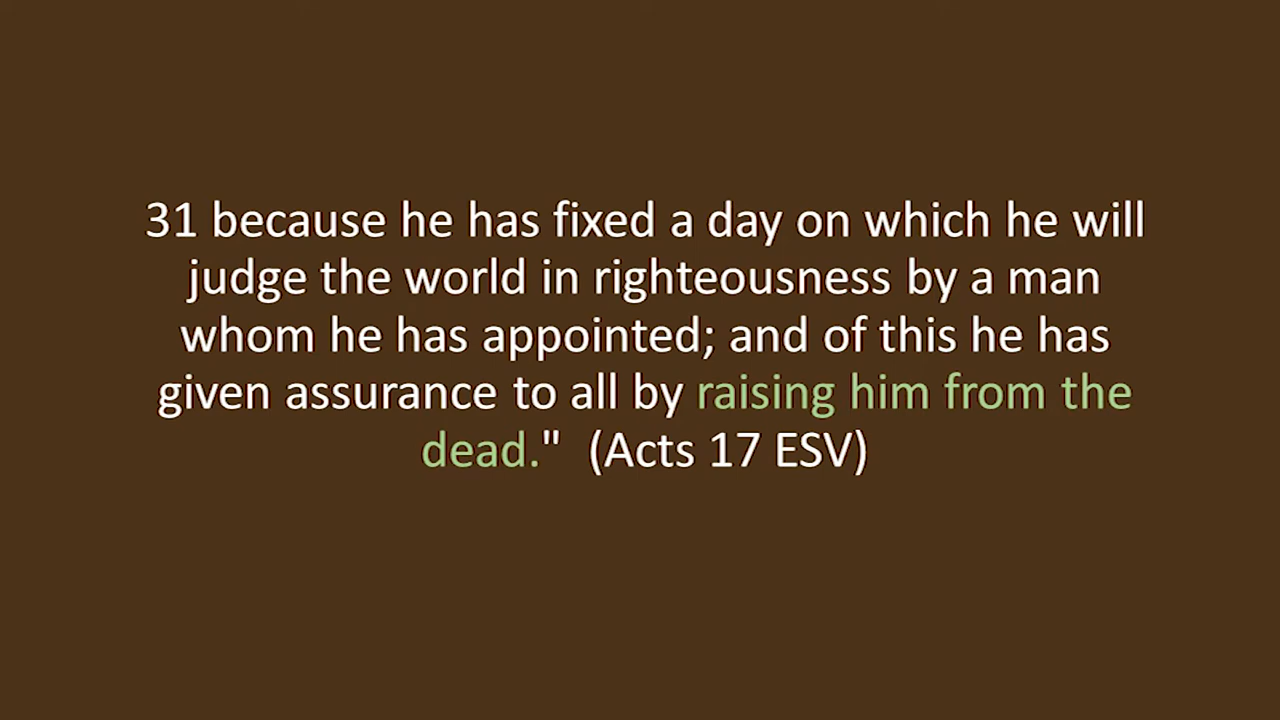 31 because he has fixed a day on which he will
judge the world in righteousness by a man
whom he has appointed; and of this he has
given assurance to all by raising him from the
dead."  (Acts 17 ESV)